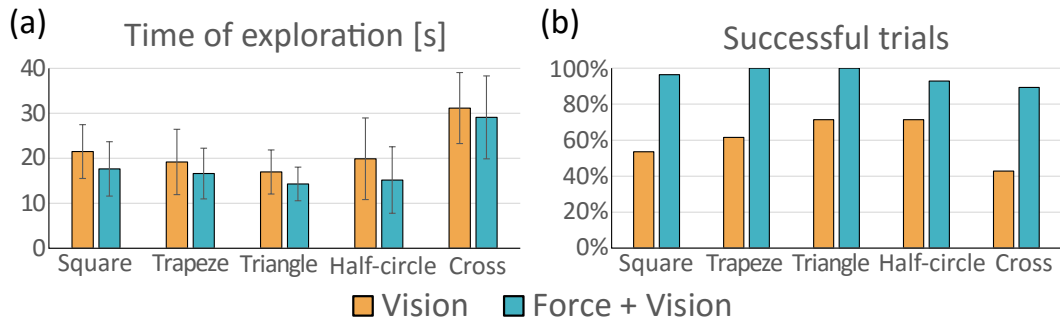 (a)
Time of exploration [s]
40
30
20
10
0
Square Trapeze Triangle Half-circle Cross
(b)
Successful trials
100%
80%
60%
40%
20%
0%
Square Trapeze Triangle Half-circle Cross
Vision Force + Vision